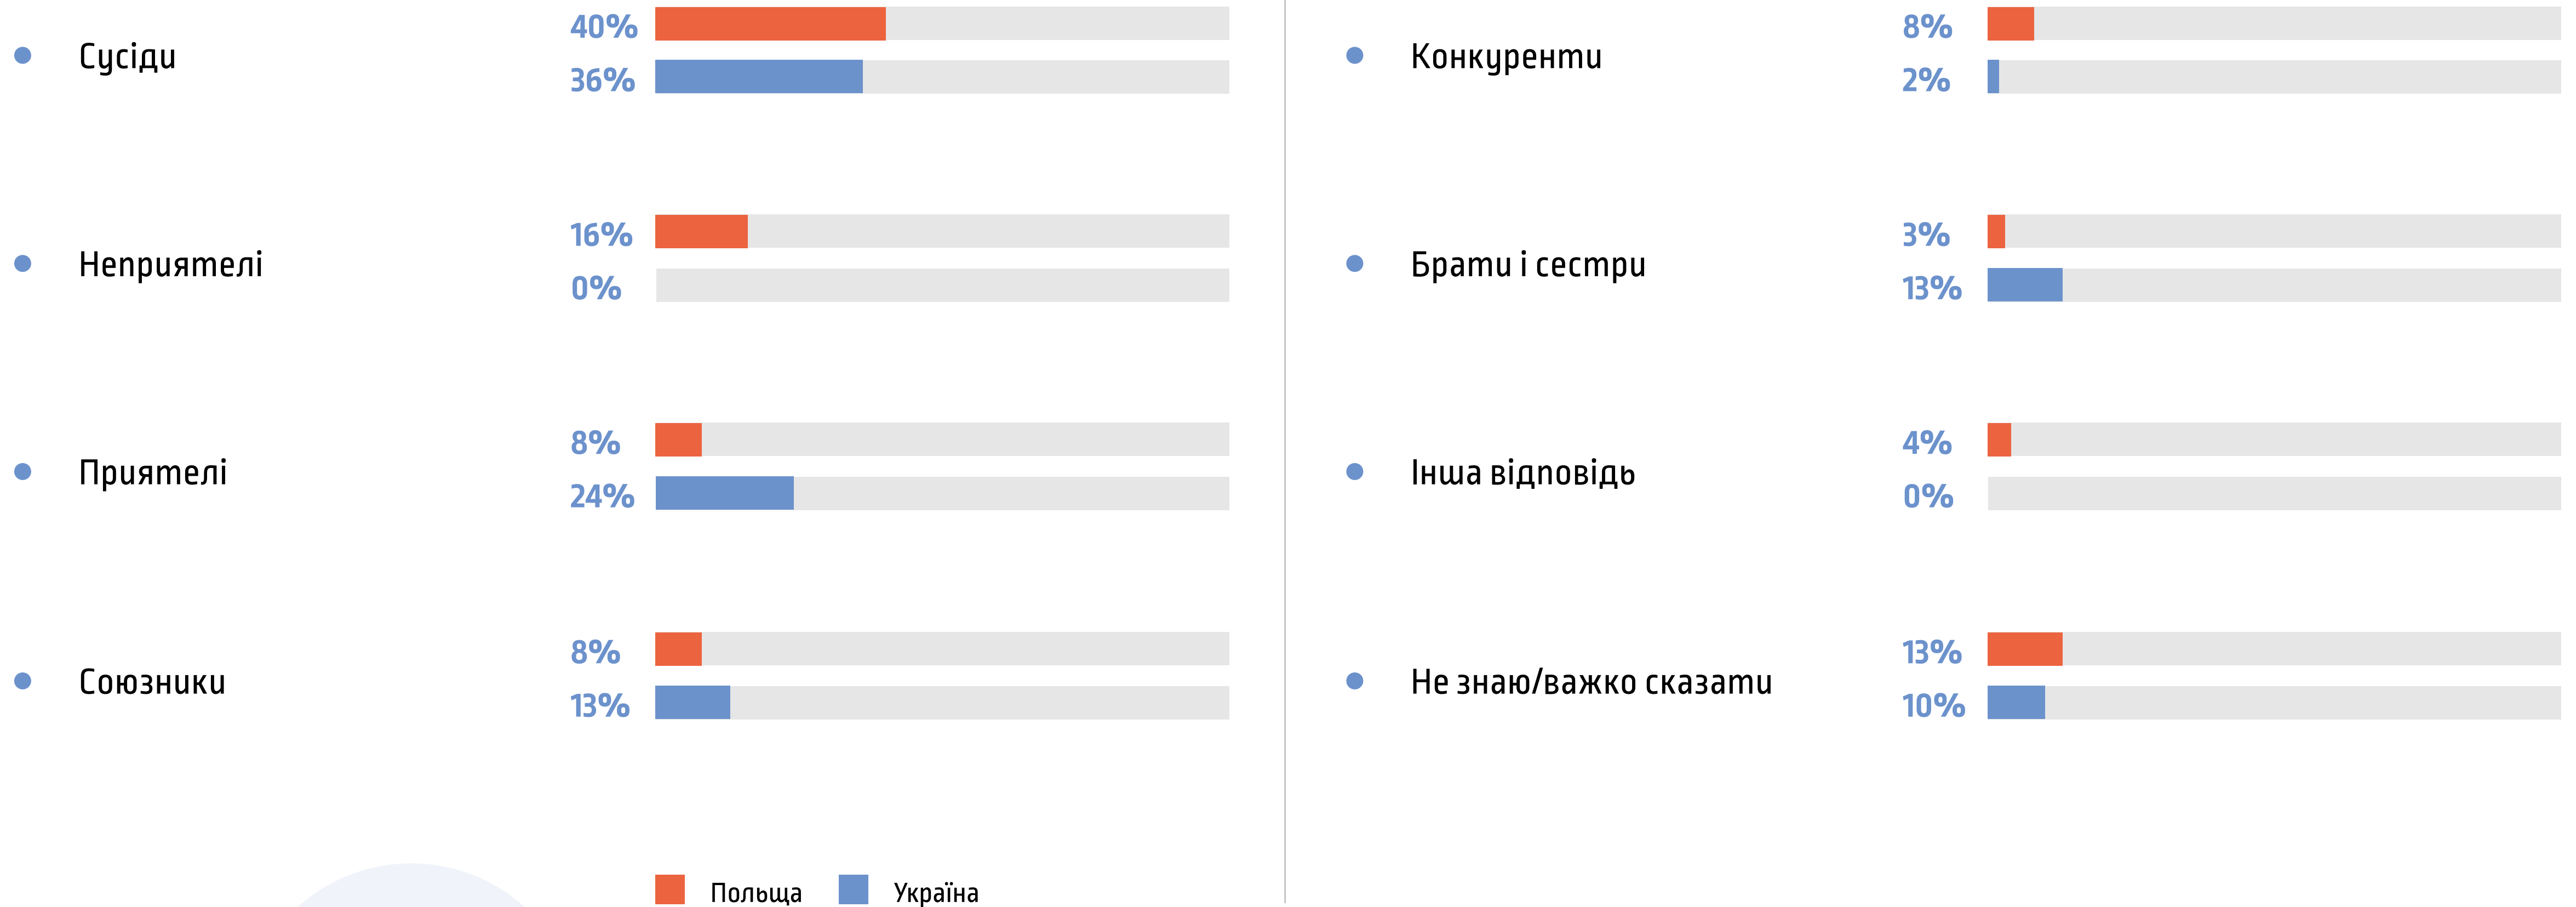 Сусіди
40%
36%
Неприятелі
16%
0%
Приятелі
8%
24%
Союзники
8%
13%
Конкуренти
8%
2%
Брати і сестри
3%
13%
Інша відповідь
4%
0%
Не знаю/важко сказати
13%
10%
Польща
Україна